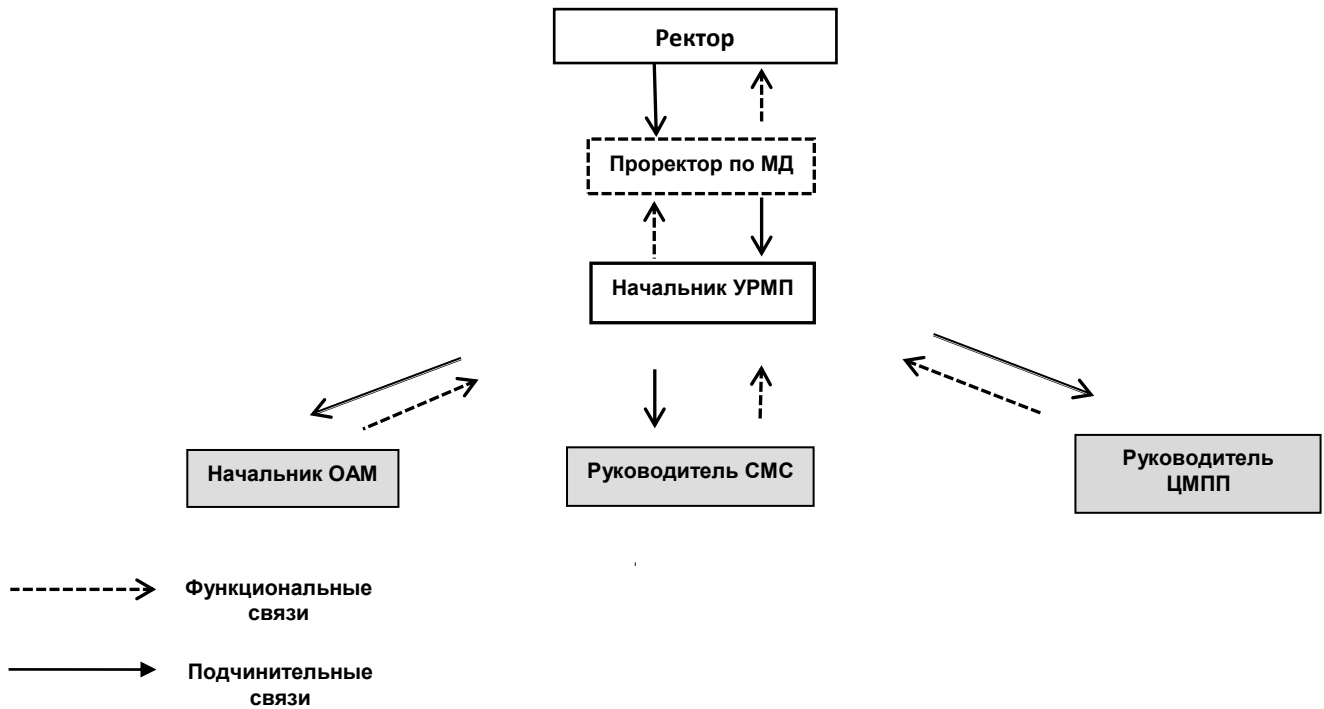 Ректор
Проректор по МД
Начальник УРМП
Начальник ОАМ
Руководитель СМС
Руководитель
ЦМПП
Функциональные
связи
Подчинительные
связи